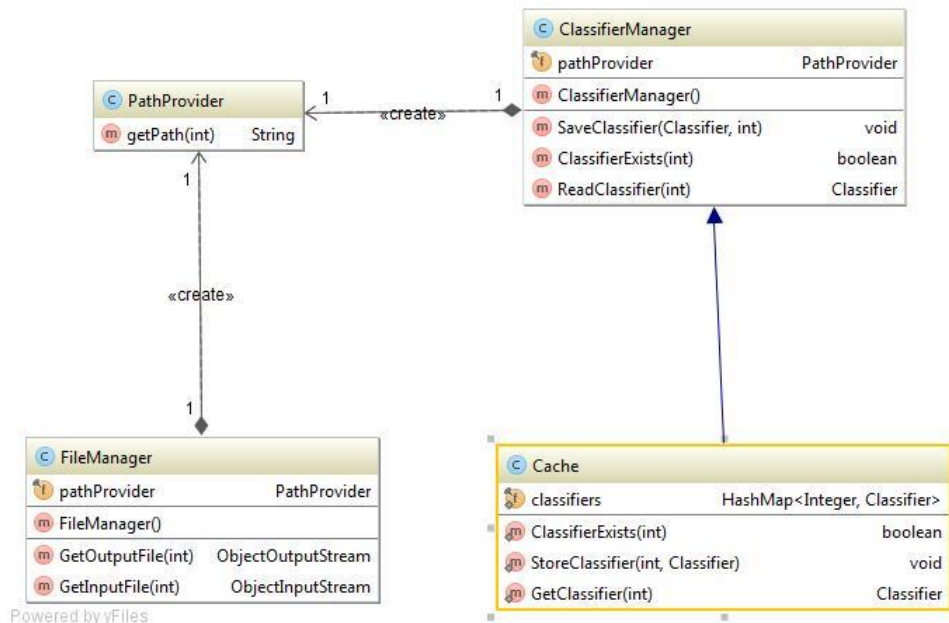 ClassifierManager
pathProvider PathProvider
ClassifierManager()
SaveClassifier(Classifier, int) void
ClassifierExists(int) boolean
ReadClassifier(int) Classifier
PathProvider
getPath(int) String
1 «create» 1
1
«create»
1
FileManager
pathProvider PathProvider
FileManager()
GetOutputFile(int) ObjectOutputStream
GetInputFile(int) ObjectInputStream
Cache
classifiers HashMap<Integer, Classifier>
ClassifierExists(int) boolean
StoreClassifier(int, Classifier) void
GetClassifier(int) Classifier
Powered by yFiles